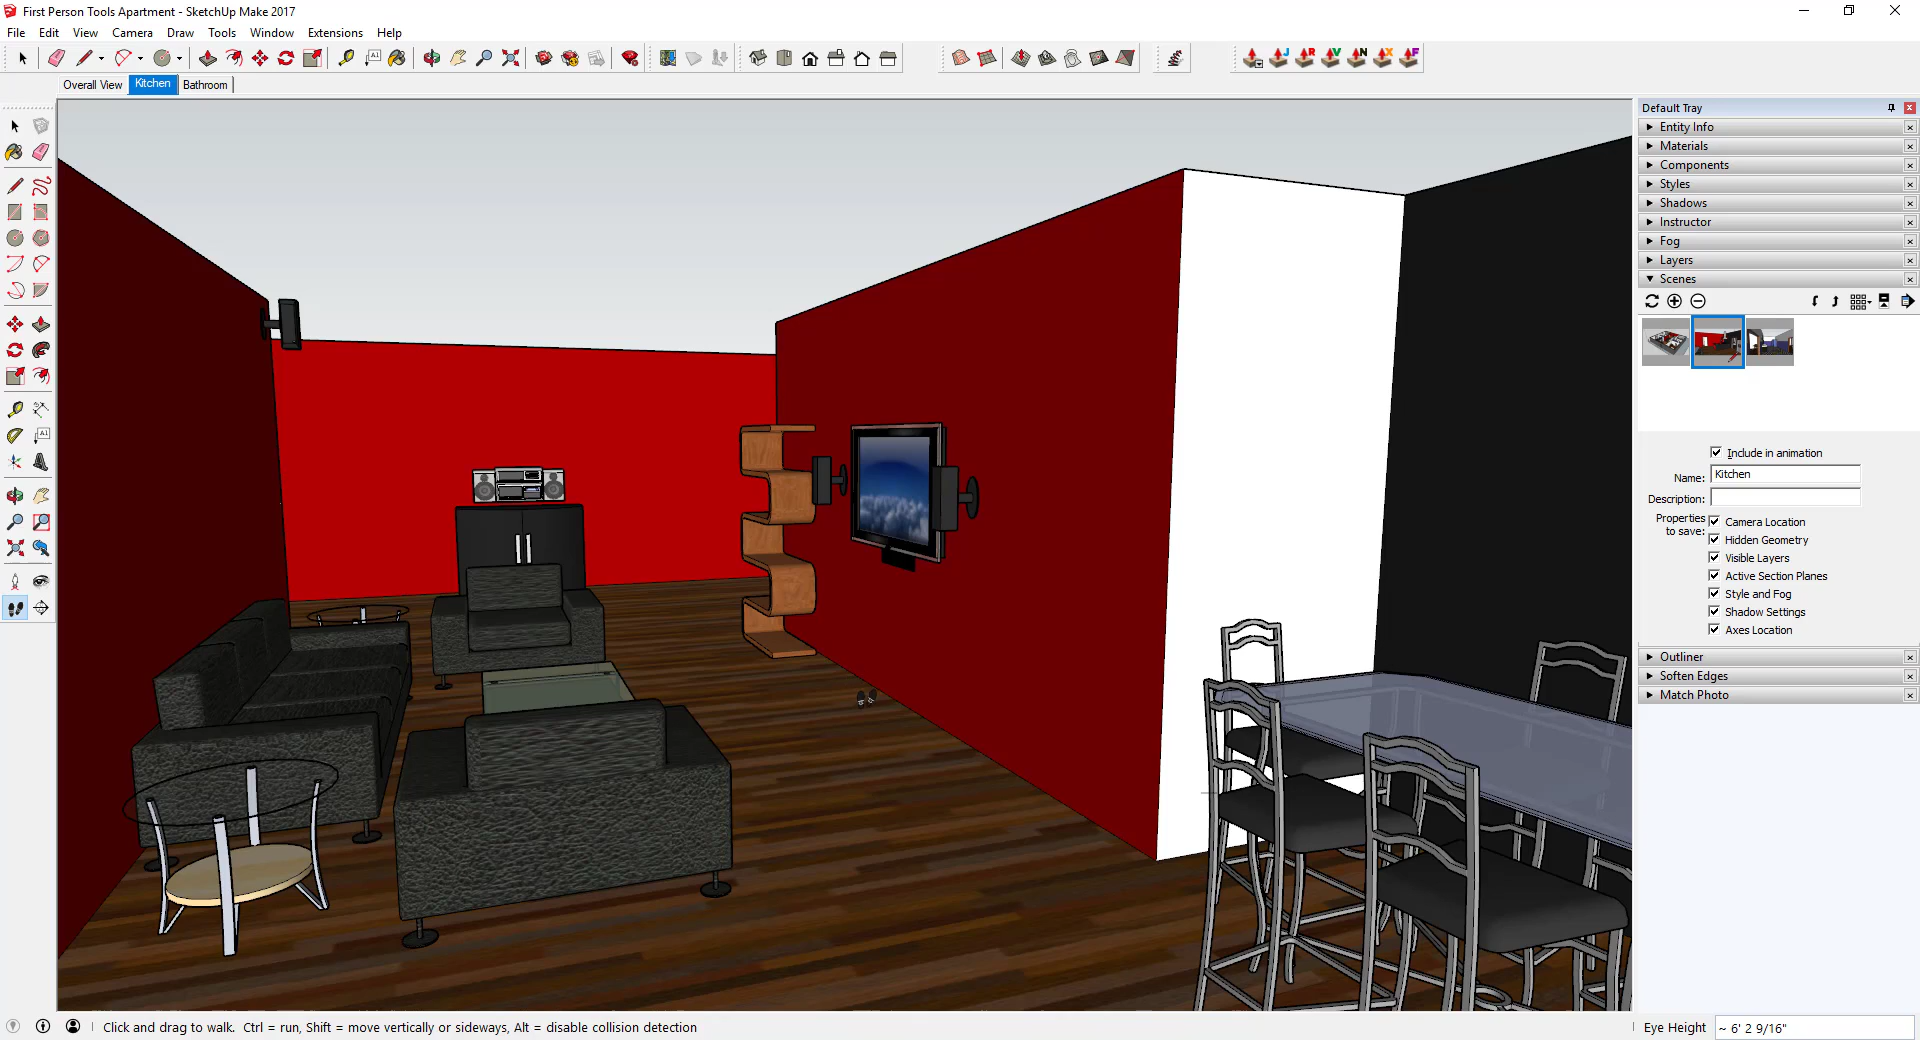 First Person Tools Apartment - SketchUp Make 2017
File Edit View Camera Draw Tools Window Extensions Help
A1
J R V N X F
Overall View Kitchen Bathroom
Default Tray
Entity Info
Materials
Components
Styles
Shadows
Instructor
Fog
Layers
Scenes
Include in animation
Name: Kitchen
Description:
Properties to save:
Camera Location
Hidden Geometry
Visible Layers
Active Section Planes
Style and Fog
Shadow Settings
Axes Location
Outliner
Soften Edges
Match Photo
A1
Click and drag to walk. Ctrl = run, Shift = move vertically or sideways, Alt = disable collision detection
Eye Height ~ 6' 2 9/16"